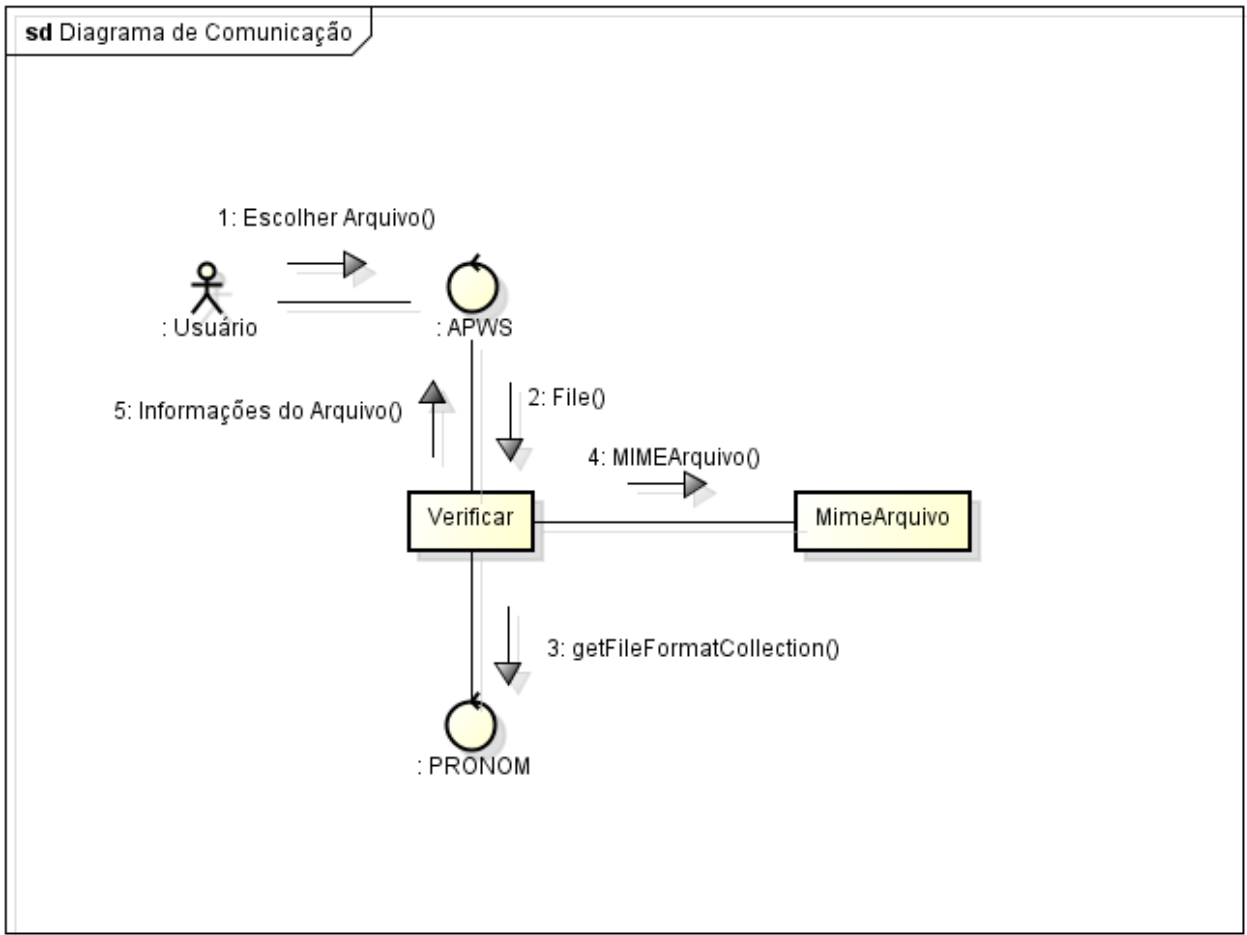 sd Diagrama de Comunicação
1: Escolher Arquivo()
: Usuário
: APWS
5: Informações do Arquivo()
2: File()
4: MIMEArquivo()
Verificar
MimeArquivo
3: getFileFormatCollection()
: PRONOM